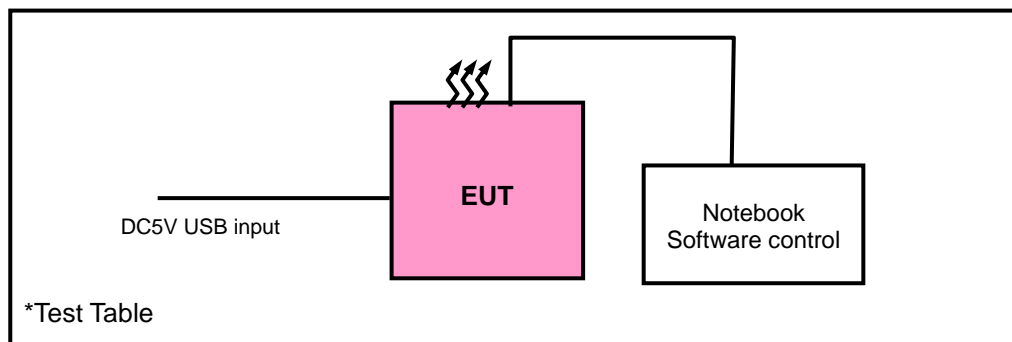 EUT
DC5V USB input
Notebook
Software control
*Test Table